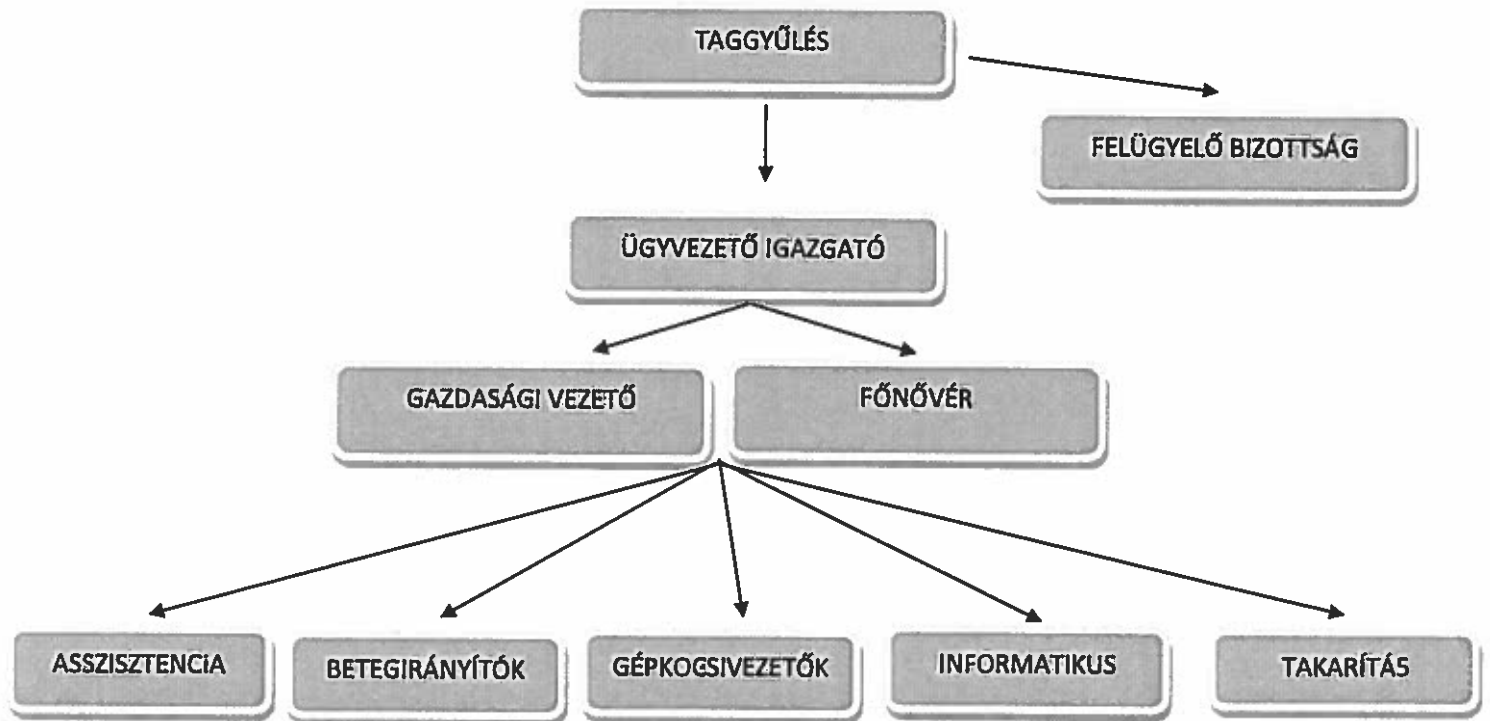 TAGGYŰLÉS
FELÜGYELŐ BIZOTTSÁG
ÜGYVEZETŐ IGAZGATÓ
GAZDASÁGI VEZETŐ
FŐNŐVÉR
ASSZISZTENCIA
BETEGIRÁNYÍTÓK
GÉPKOCSIVEZETŐK
INFORMATIKUS
TAKARÍTÁS